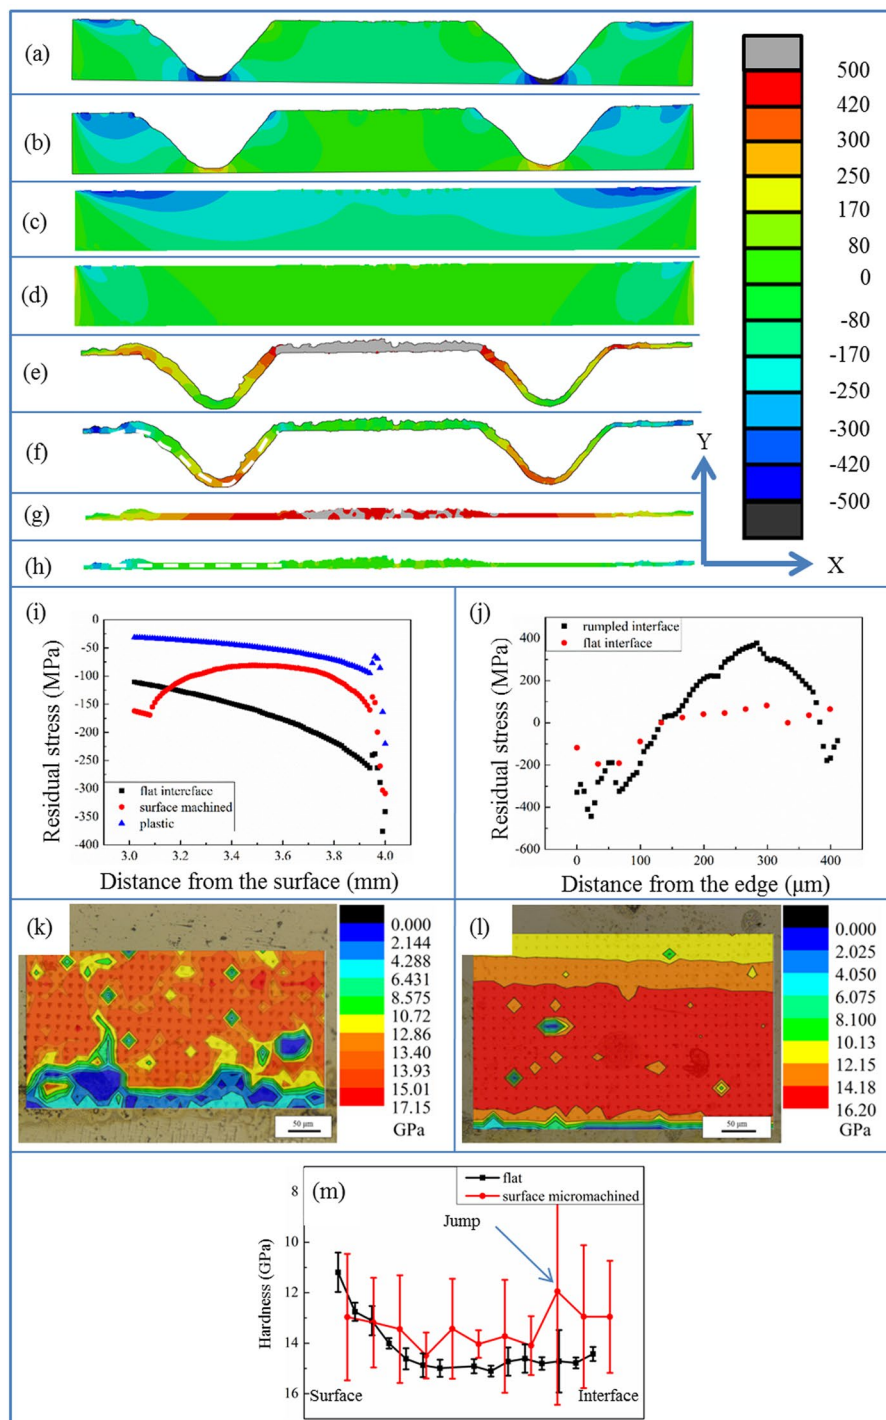 (a)
(b)
(c)
(d)
(e)
(f)
(g)
(h)
500
420
300
250
170
80
0
-80
-170
-250
-300
-420
-500
Y
X
(i)
Residual stress (MPa)
0
-50
-100
-150
-200
-250
-300
-350
-400
flat intereface
surface machined
plastic
3.0 3.2 3.4 3.6 3.8 4.0
Distance from the surface (mm)
(j)
Residual stress (MPa)
400
200
0
-200
-400
-600
rumpled interface
flat interface
0 100 200 300 400
Distance from the edge (μm)
(k)
0.000
2.144
4.288
6.431
8.575
10.72
12.86
13.40
13.93
15.01
17.15
GPa
50 μm
(l)
0.000
2.025
4.050
6.075
8.100
10.13
12.15
14.18
16.20
GPa
50 μm
(m)
flat
surface micromachined
Jump
Hardness (GPa)
8
10
12
14
16
Surface
Interface